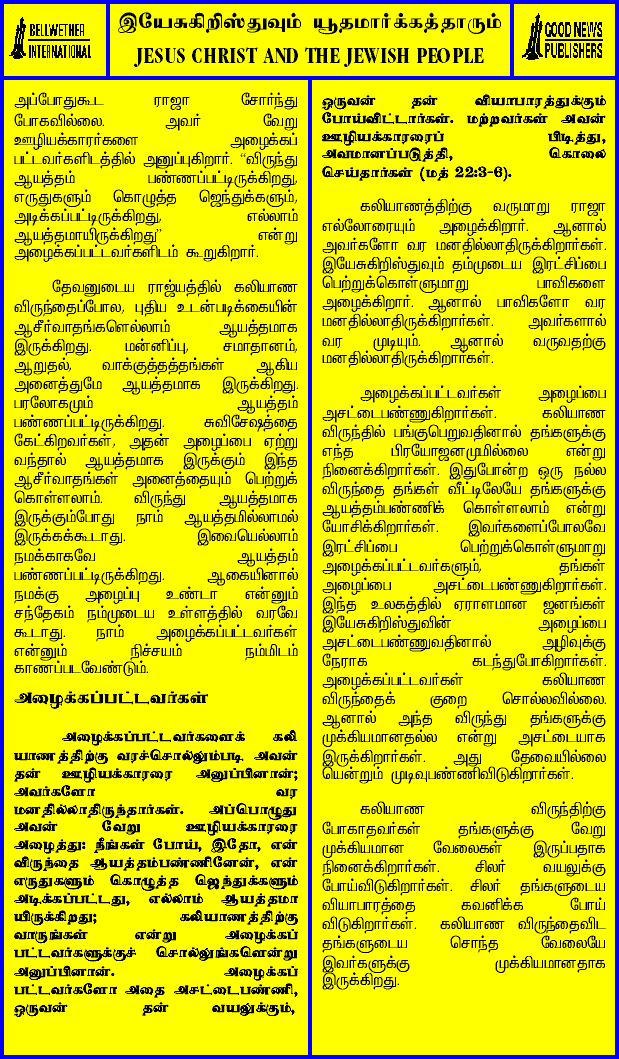 BELLWETHER
INTERNATIONAL
இயேசுகிறிஸ்துவும் யூதமார்க்கத்தாரும்
JESUS CHRIST AND THE JEWISH PEOPLE
GOOD NEWS
PUBLISHERS
அப்போதுகூட ராஜா சோர்ந்து
போகவில்லை. அவர் வேறு
ஊழியக்காரர்களை அழைக்கப்
பட்டவர்களிடத்தில் அனுப்புகிறார். “விருந்து
ஆயத்தம் பண்ணப்பட்டிருக்கிறது,
எருதுகளும் கொழுத்த ஜெந்துக்களும்,
அடிக்கப்பட்டிருக்கிறது, எல்லாம்
ஆயத்தமாயிருக்கிறது” என்று
அழைக்கப்பட்டவர்களிடம் கூறுகிறார்.
தேவனுடைய ராஜ்யத்தில் கலியாண
விருந்தைப்போல, புதிய உடன்படிக்கையின்
ஆசீர்வாதங்களெல்லாம் ஆயத்தமாக
இருக்கிறது. மன்னிப்பு, சமாதானம்,
ஆறுதல், வாக்குத்தத்தங்கள் ஆகிய
அனைத்துமே ஆயத்தமாக இருக்கிறது.
பரலோகமும் ஆயத்தம்
பண்ணப்பட்டிருக்கிறது. சுவிசேஷத்தை
கேட்கிறவர்கள், அதன் அழைப்பை ஏற்று
வந்தால் ஆயத்தமாக இருக்கும் இந்த
ஆசீர்வாதங்கள் அனைத்தையும் பெற்றுக்
கொள்ளலாம். விருந்து ஆயத்தமாக
இருக்கும்போது நாம் ஆயத்தமில்லாமல்
இருக்கக்கூடாது. இவையெல்லாம்
நமக்காகவே ஆயத்தம்
பண்ணப்பட்டிருக்கிறது. ஆகையினால்
நமக்கு அழைப்பு உண்டா என்னும்
சந்தேகம் நம்முடைய உள்ளத்தில் வரவே
கூடாது. நாம் அழைக்கப்பட்டவர்கள்
என்னும் நிச்சயம் நம்மிடம்
காணப்படவேண்டும்.
அழைக்கப்பட்டவர்கள்
அழைக்கப்பட்டவர்களைக் கலி
யாணத்திற்கு வரச்சொல்லும்படி அவன்
தன் ஊழியக்காரரை அனுப்பினான்;
அவர்களோ வர
மனதில்லாதிருந்தார்கள். அப்பொழுது
அவன் வேறு ஊழியக்காரரை
அழைத்து: நீங்கள் போய், இதோ, என்
விருந்தை ஆயத்தம்பண்ணினேன், என்
எருதுகளும் கொழுத்த ஜெந்துக்களும்
அடிக்கப்பட்டது, எல்லாம் ஆயத்தமா
யிருக்கிறது; கலியாணத்திற்கு
வாருங்கள் என்று அழைக்கப்
பட்டவர்களுக்குச் சொல்லுங்களென்று
அனுப்பினான். அழைக்கப்
பட்டவர்களோ அதை அசட்டைபண்ணி,
ஒருவன் தன் வயலுக்கும்,
ஒருவன் தன் வியாபாரத்துக்கும்
போய்விட்டார்கள். மற்றவர்கள் அவன்
ஊழியக்காரரைப் பிடித்து,
அவமானப்படுத்தி, கொலை
செய்தார்கள் (மத் 22:3-6).
கலியாணத்திற்கு வருமாறு ராஜா
எல்லோரையும் அழைக்கிறார். ஆனால்
அவர்களோ வர மனதில்லாதிருக்கிறார்கள்.
இயேசுகிறிஸ்துவும் தம்முடைய இரட்சிப்பை
பெற்றுக்கொள்ளுமாறு பாவிகளை
அழைக்கிறார். ஆனால் பாவிகளோ வர
மனதில்லாதிருக்கிறார்கள். அவர்களால்
வர முடியும். ஆனால் வருவதற்கு
மனதில்லாதிருக்கிறார்கள்.
அழைக்கப்பட்டவர்கள் அழைப்பை
அசட்டைபண்ணுகிறார்கள். கலியாண
விருந்தில் பங்குபெறுவதினால் தங்களுக்கு
எந்த பிரயோஜனமுமில்லை என்று
நினைக்கிறார்கள். இதுபோன்ற ஒரு நல்ல
விருந்தை தங்கள் வீட்டிலேயே தங்களுக்கு
ஆயத்தம்பண்ணிக் கொள்ளலாம் என்று
யோசிக்கிறார்கள். இவர்களைப்போலவே
இரட்சிப்பை பெற்றுக்கொள்ளுமாறு
அழைக்கப்பட்டவர்களும், தங்கள்
அழைப்பை அசட்டைபண்ணுகிறார்கள்.
இந்த உலகத்தில் ஏராளமான ஜனங்கள்
இயேசுகிறிஸ்துவின் அழைப்பை
அசட்டைபண்ணுவதினால் அழிவுக்கு
நேராக கடந்துபோகிறார்கள்.
அழைக்கப்பட்டவர்கள் கலியாண
விருந்தைக் குறை சொல்லவில்லை.
ஆனால் அந்த விருந்து தங்களுக்கு
முக்கியமானதல்ல என்று அசட்டையாக
இருக்கிறார்கள். அது தேவையில்லை
யென்றும் முடிவுபண்ணிவிடுகிறார்கள்.
கலியாண விருந்திற்கு
போகாதவர்கள் தங்களுக்கு வேறு
முக்கியமான வேலைகள் இருப்பதாக
நினைக்கிறார்கள். சிலர் வயலுக்கு
போய்விடுகிறார்கள். சிலர் தங்களுடைய
வியாபாரத்தை கவனிக்க போய்
விடுகிறார்கள். கலியாண விருந்தைவிட
தங்களுடைய சொந்த வேலையே
இவர்களுக்கு முக்கியமானதாக
இருக்கிறது.